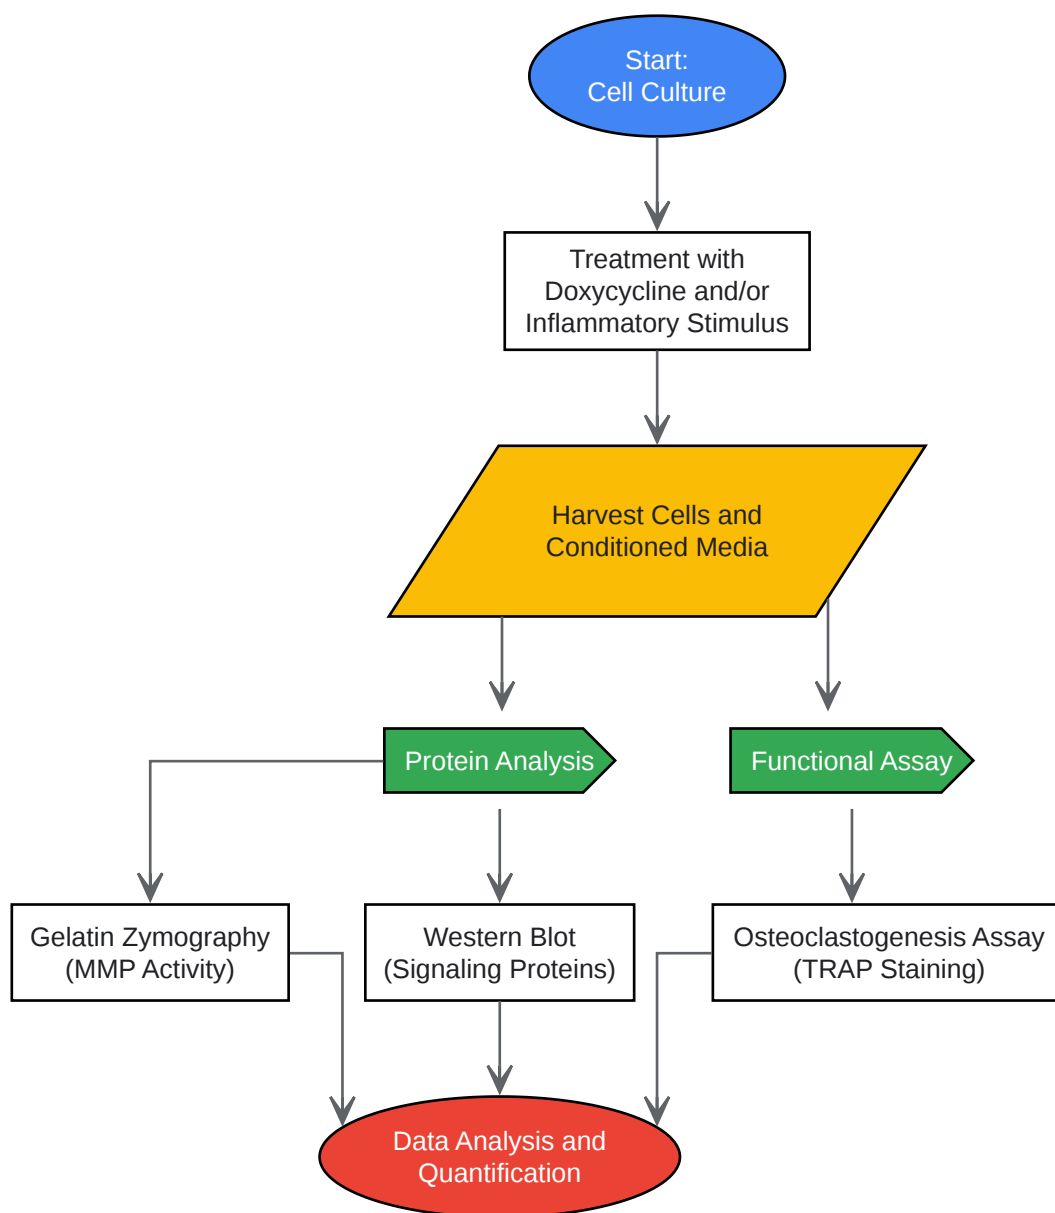 Start:
Cell Culture
Treatment with
Doxycycline and/or
Inflammatory Stimulus
Harvest Cells and
Conditioned Media
Protein Analysis
Functional Assay
Gelatin Zymography
(MMP Activity)
Western Blot
(Signaling Proteins)
Osteoclastogenesis Assay
(TRAP Staining)
Data Analysis and
Quantification